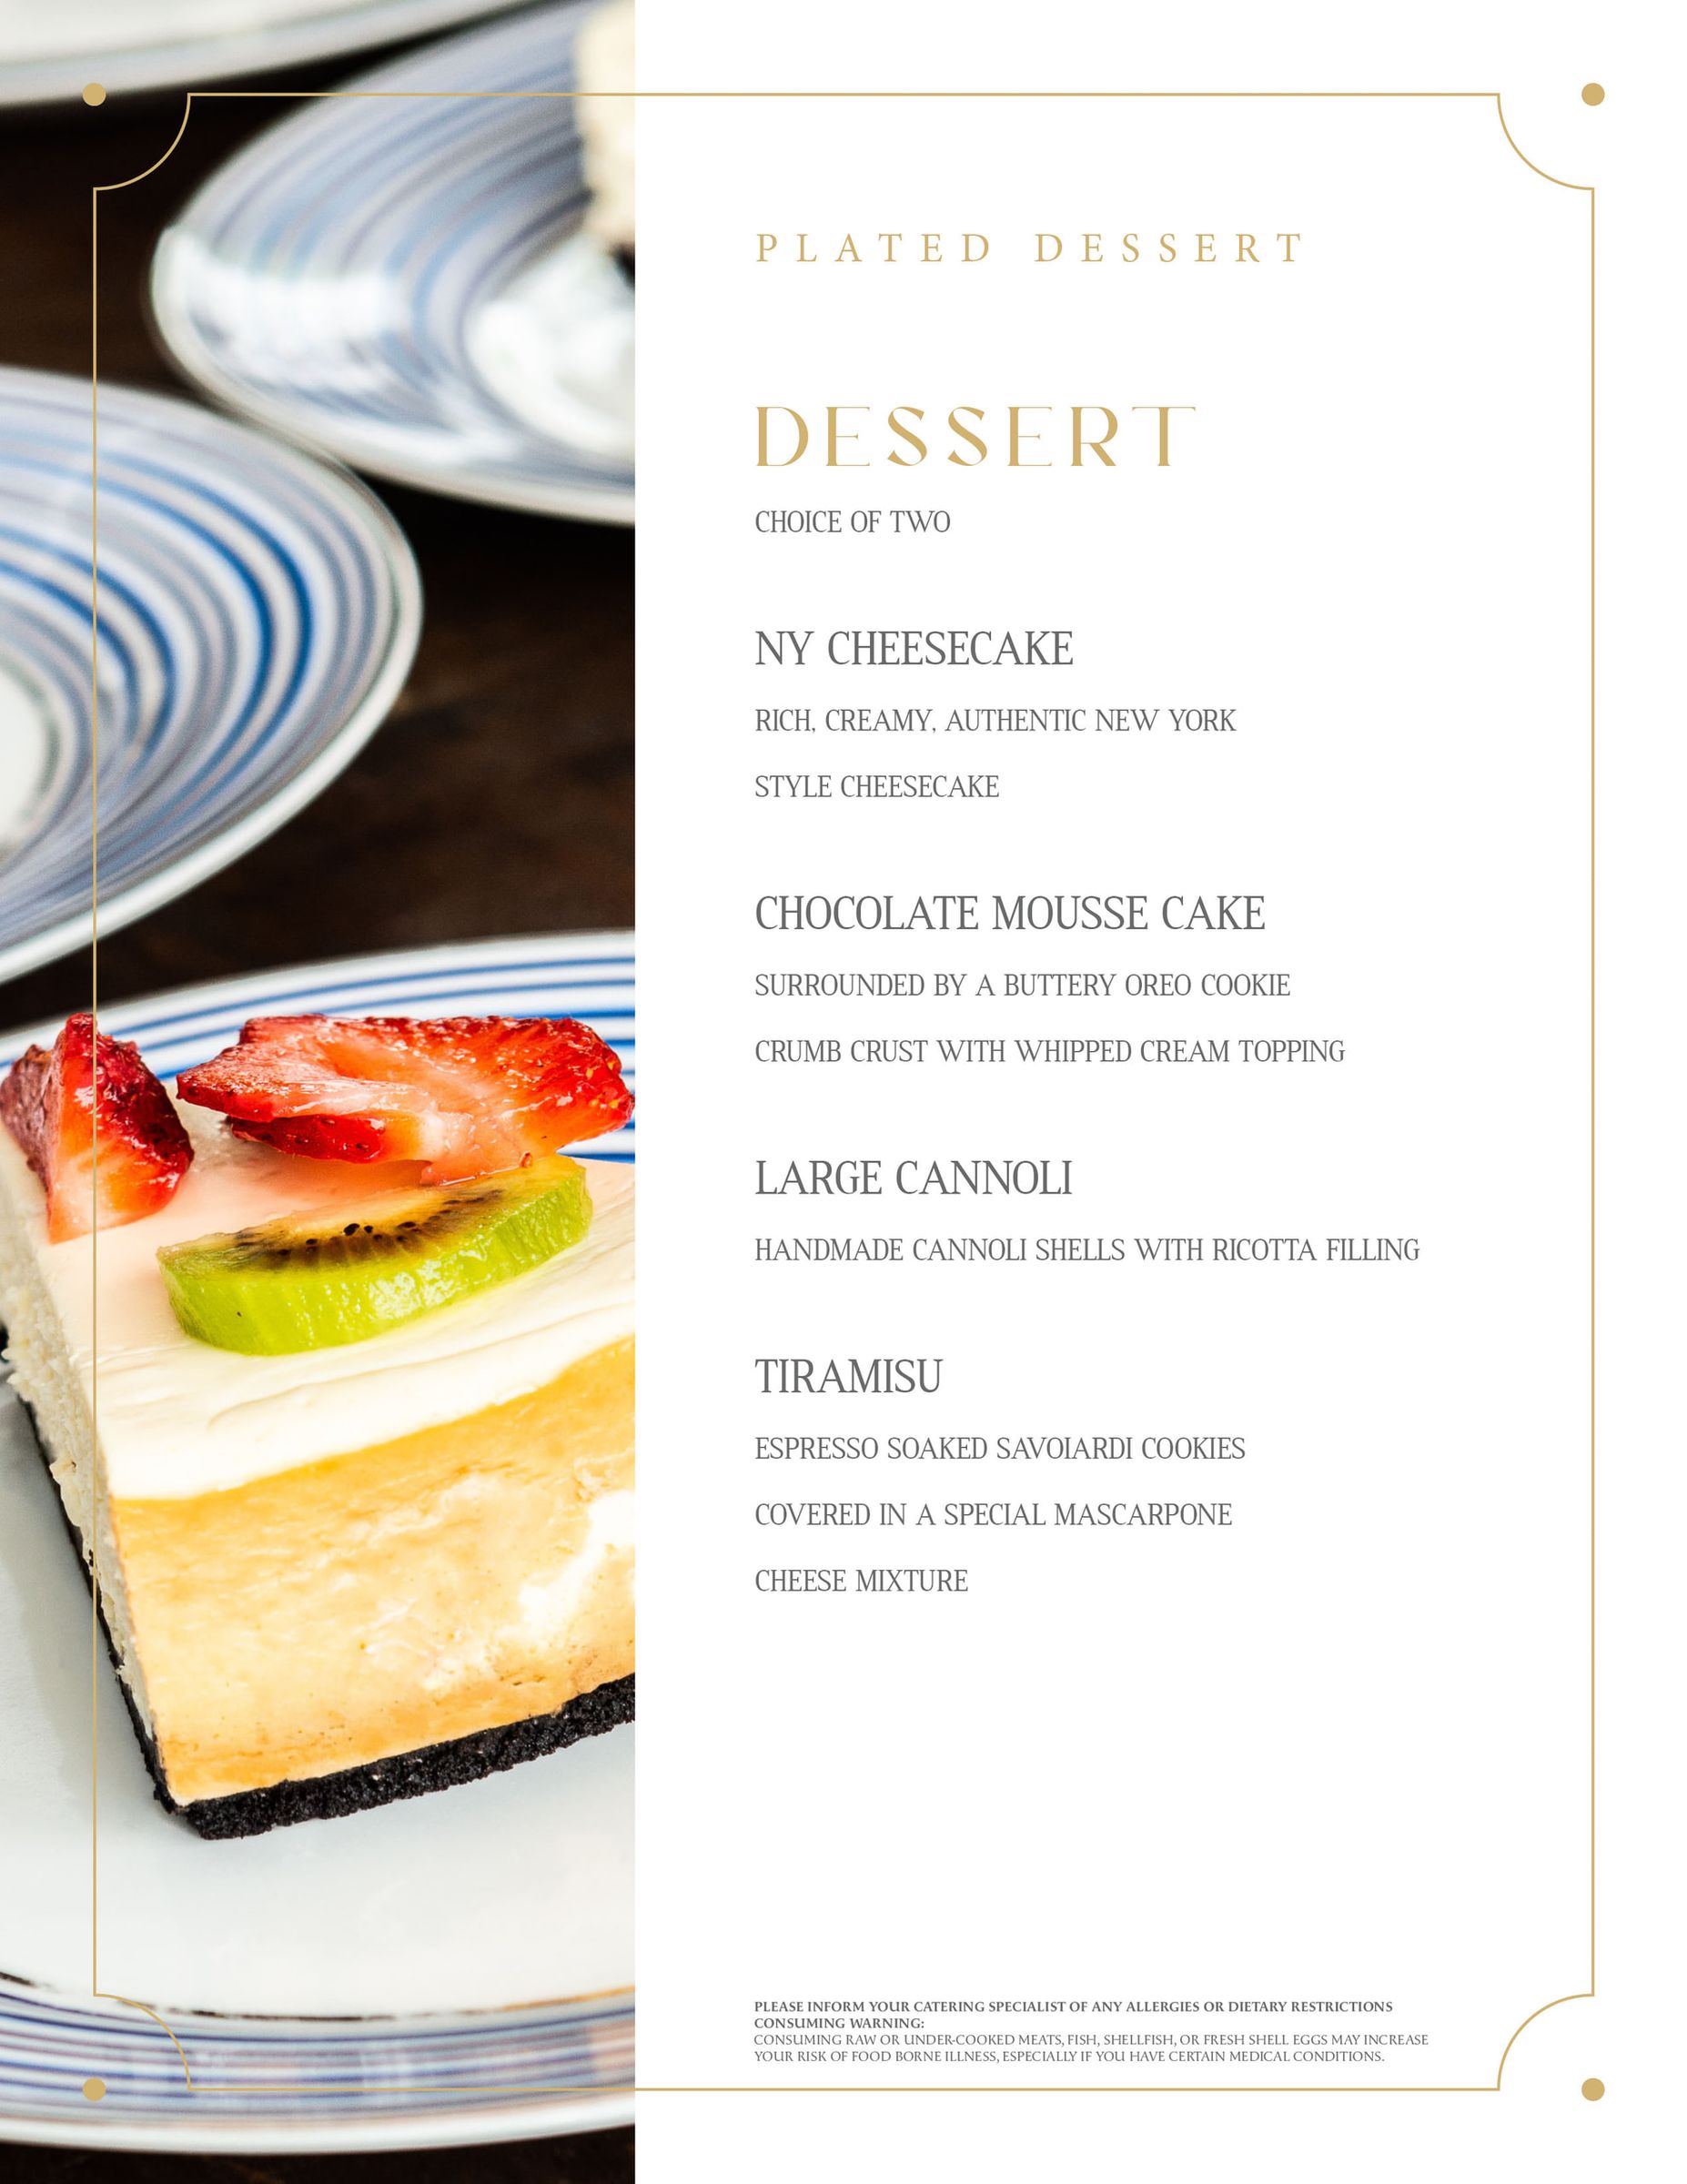 PLATED DESSERT
DESSERT
CHOICE OF TWO
NY CHEESECAKE
RICH, CREAMY, AUTHENTIC NEW YORK
STYLE CHEESECAKE
CHOCOLATE MOUSSE CAKE
SURROUNDED BY A BUTTERY OREO COOKIE
CRUMB CRUST WITH WHIPPED CREAM TOPPING
LARGE CANNOLI
HANDMADE CANNOLI SHELLS WITH RICOTTA FILLING
TIRAMISU
ESPRESSO SOAKED SAVOIARDI COOKIES
COVERED IN A SPECIAL MASCARPONE
CHEESE MIXTURE
PLEASE INFORM YOUR CATERING SPECIALIST OF ANY ALLERGIES OR DIETARY RESTRICTIONS
CONSUMING WARNING:
CONSUMING RAW OR UNDER-COOKED MEATS, FISH, SHELLFISH, OR FRESH SHELL EGGS MAY INCREASE
YOUR RISK OF FOOD BORNE ILLNESS, ESPECIALLY IF YOU HAVE CERTAIN MEDICAL CONDITIONS.